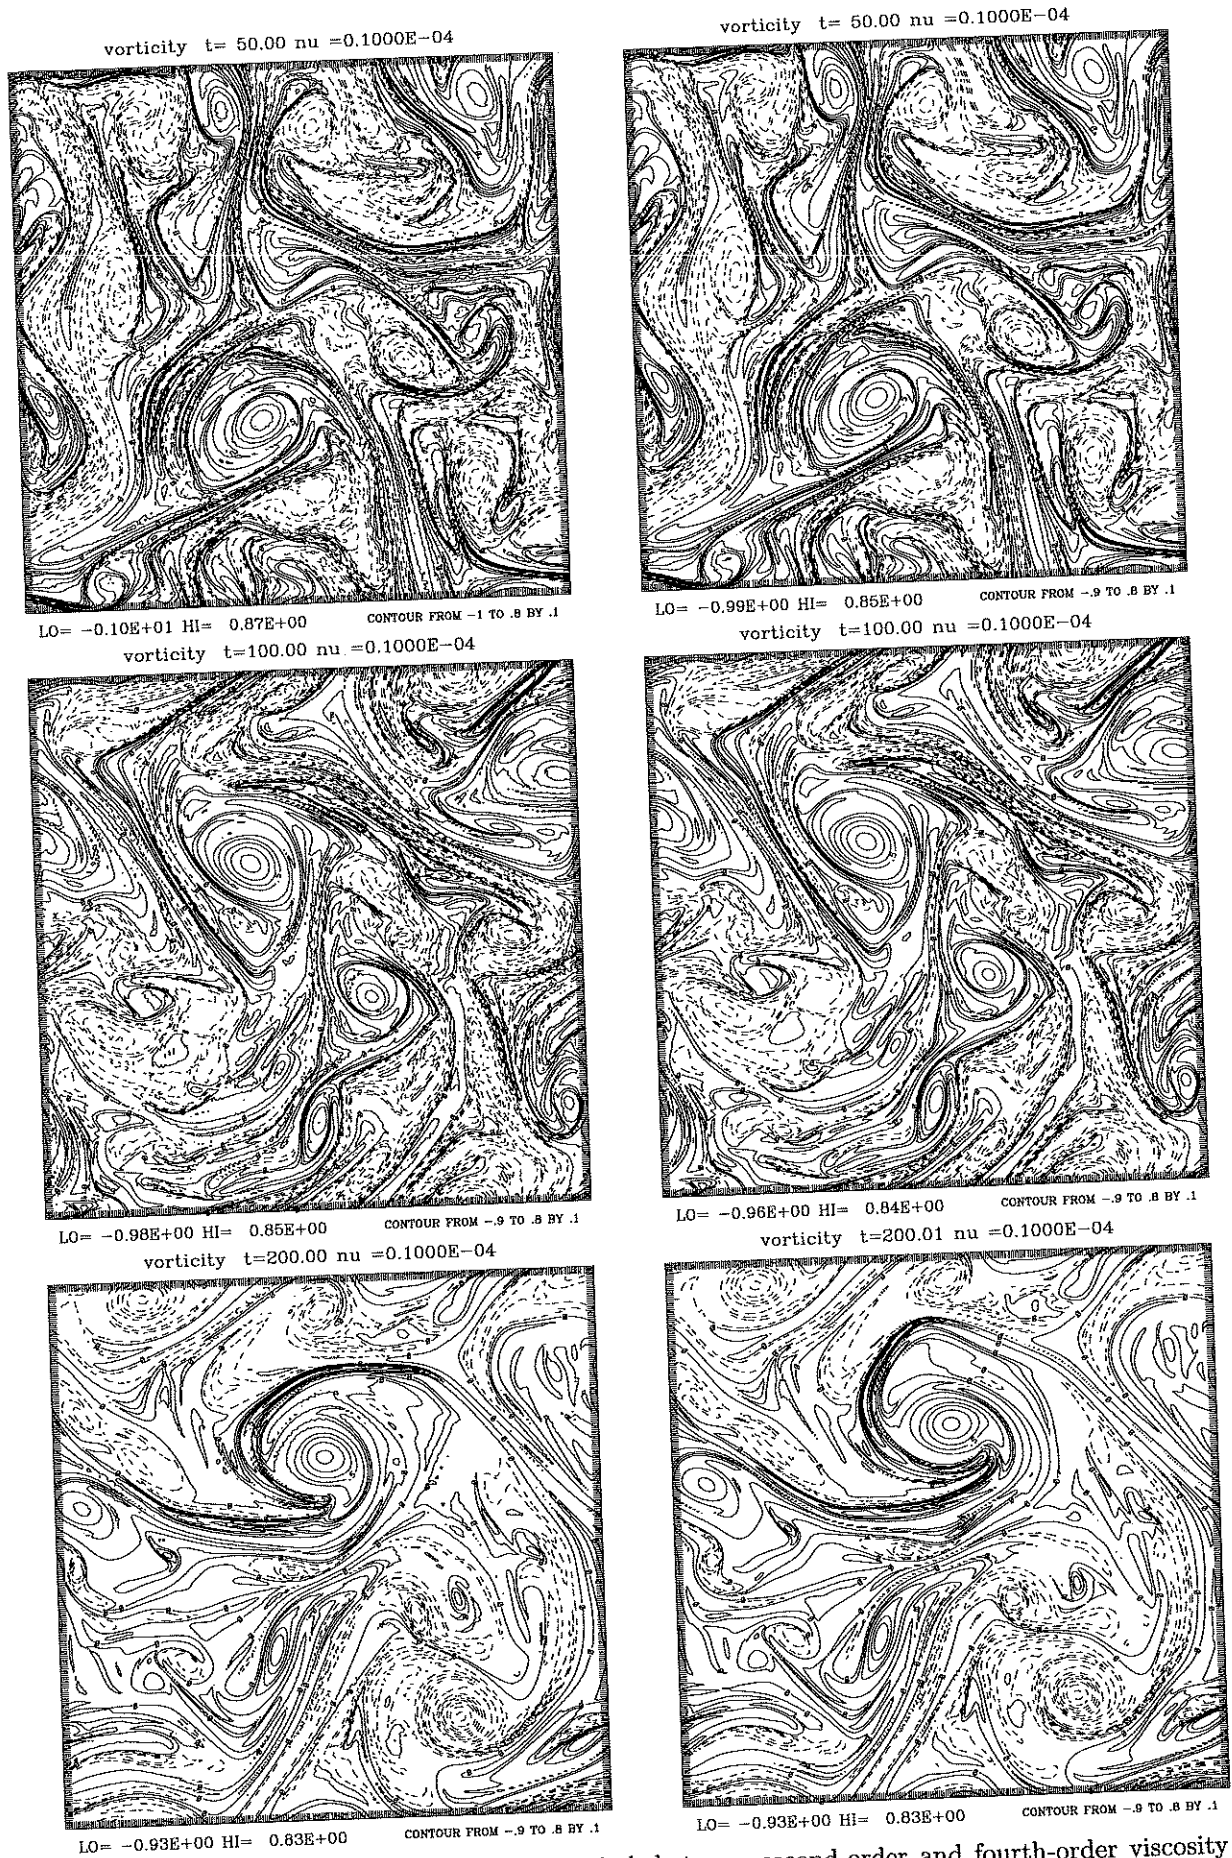 vorticity t= 50.00 nu =0.1000E-04
LO= -0.10E+01 HI= 0.87E+00 CONTOUR FROM -1 TO .8 BY .1
vorticity t= 50.00 nu =0.1000E-04
LO= -0.99E+00 HI= 0.85E+00 CONTOUR FROM -.9 TO .8 BY .1
vorticity t=100.00 nu =0.1000E-04
LO= -0.98E+00 HI= 0.85E+00 CONTOUR FROM -.9 TO .8 BY .1
vorticity t=100.00 nu =0.1000E-04
LO= -0.96E+00 HI= 0.84E+00 CONTOUR FROM -.9 TO .8 BY .1
vorticity t=200.00 nu =0.1000E-04
LO= -0.93E+00 HI= 0.83E+00 CONTOUR FROM -.9 TO .8 BY .1
vorticity t=200.01 nu =0.1000E-04
LO= -0.93E+00 HI= 0.83E+00 CONTOUR FROM -.9 TO .8 BY .1
second-order and fourth-order viscosity